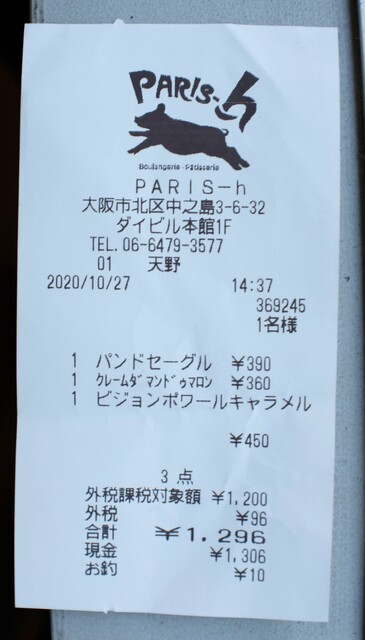 PARIS-h
Boulangerie・Pâtisserie
PARIS-h
大阪市北区中之島3-6-32
ダイビル本館1F
TEL.06-6479-3577
01 天野
2020/10/27 14:37
369245
1名様
1 パンドセーグル ¥390
1 クレームダマンドゥマロン ¥360
1 ビジョンポワールキャラメル
¥450
3点
外税課税対象額 ¥1,200
外税 ¥96
合計 ¥1,296
現金 ¥1,306
お釣 ¥10